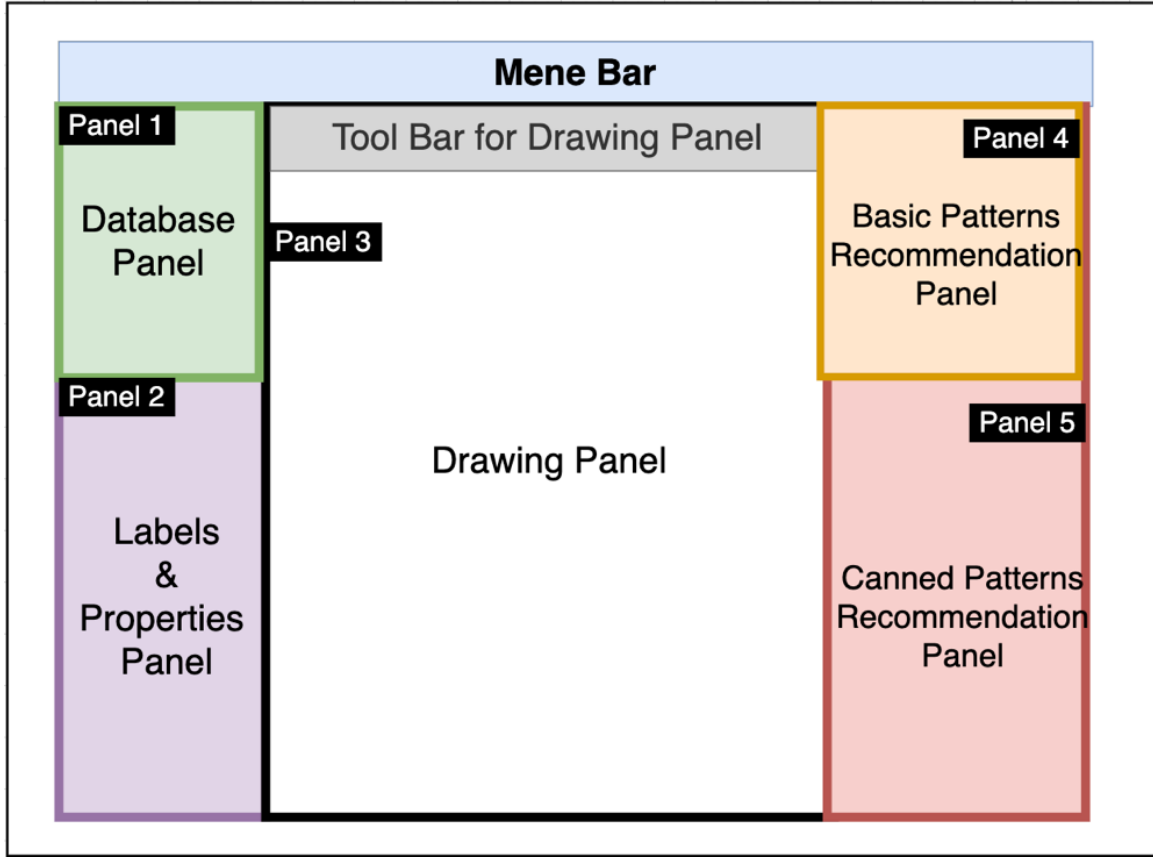 Mene Bar
Panel 1
Database
Panel
Tool Bar for Drawing Panel
Panel 3
Drawing Panel
Panel 4
Basic Patterns
Recommendation
Panel
Panel 2
Labels
&
Properties
Panel
Panel 5
Canned Patterns
Recommendation
Panel